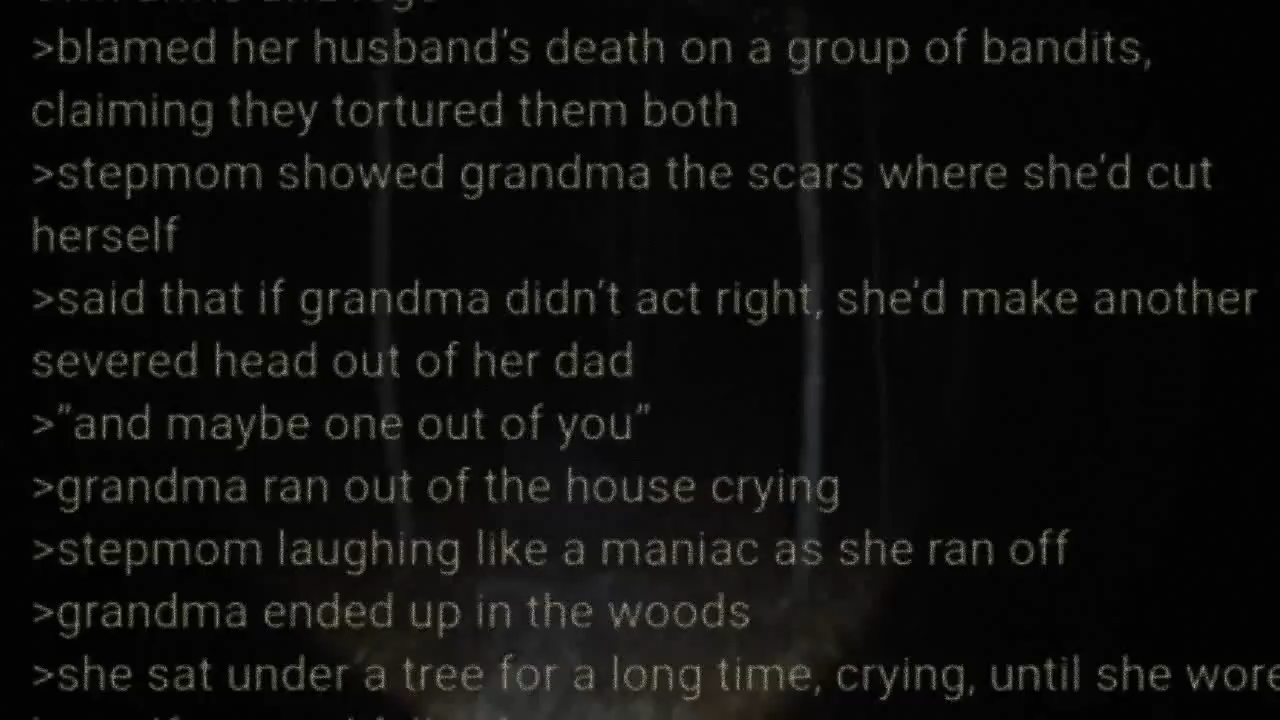 >blamed her husband's death on a group of bandits,
claiming they tortured them both
>stepmom showed grandma the scars where she'd cut
herself
>said that if grandma didn't act right, she'd make another
severed head out of her dad
>"and maybe one out of you"
>grandma ran out of the house crying
>stepmom laughing like a maniac as she ran off
>grandma ended up in the woods
>she sat under a tree for a long time, crying, until she wore